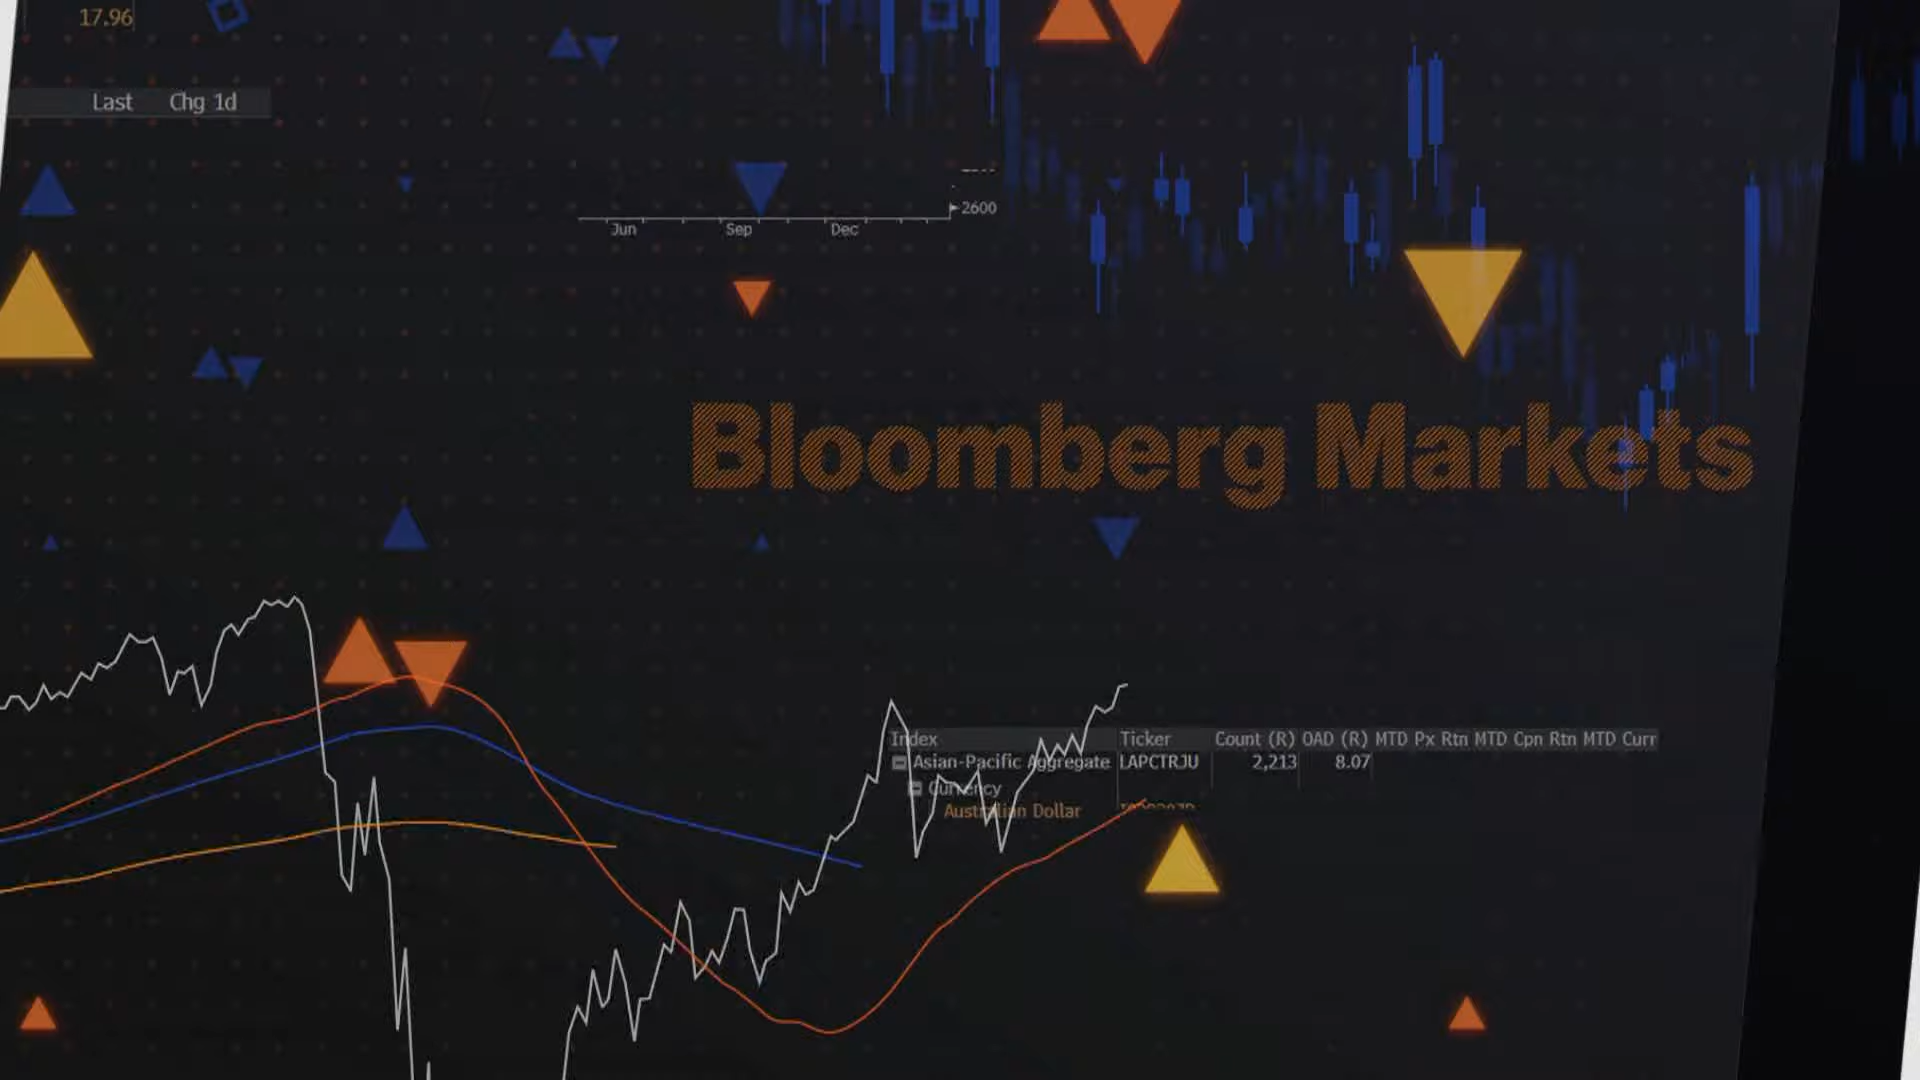 17.96
Last Chg 1d
2600
Jun Sep Dec
Bloomberg Markets
Index Ticker Count (R) OAD (R) MTD Px Rtn MTD Cpn Rtn MTD Curr
Asian-Pacific Aggregate LAPCTRJU 2,213 8.07
Currency
Australian Dollar